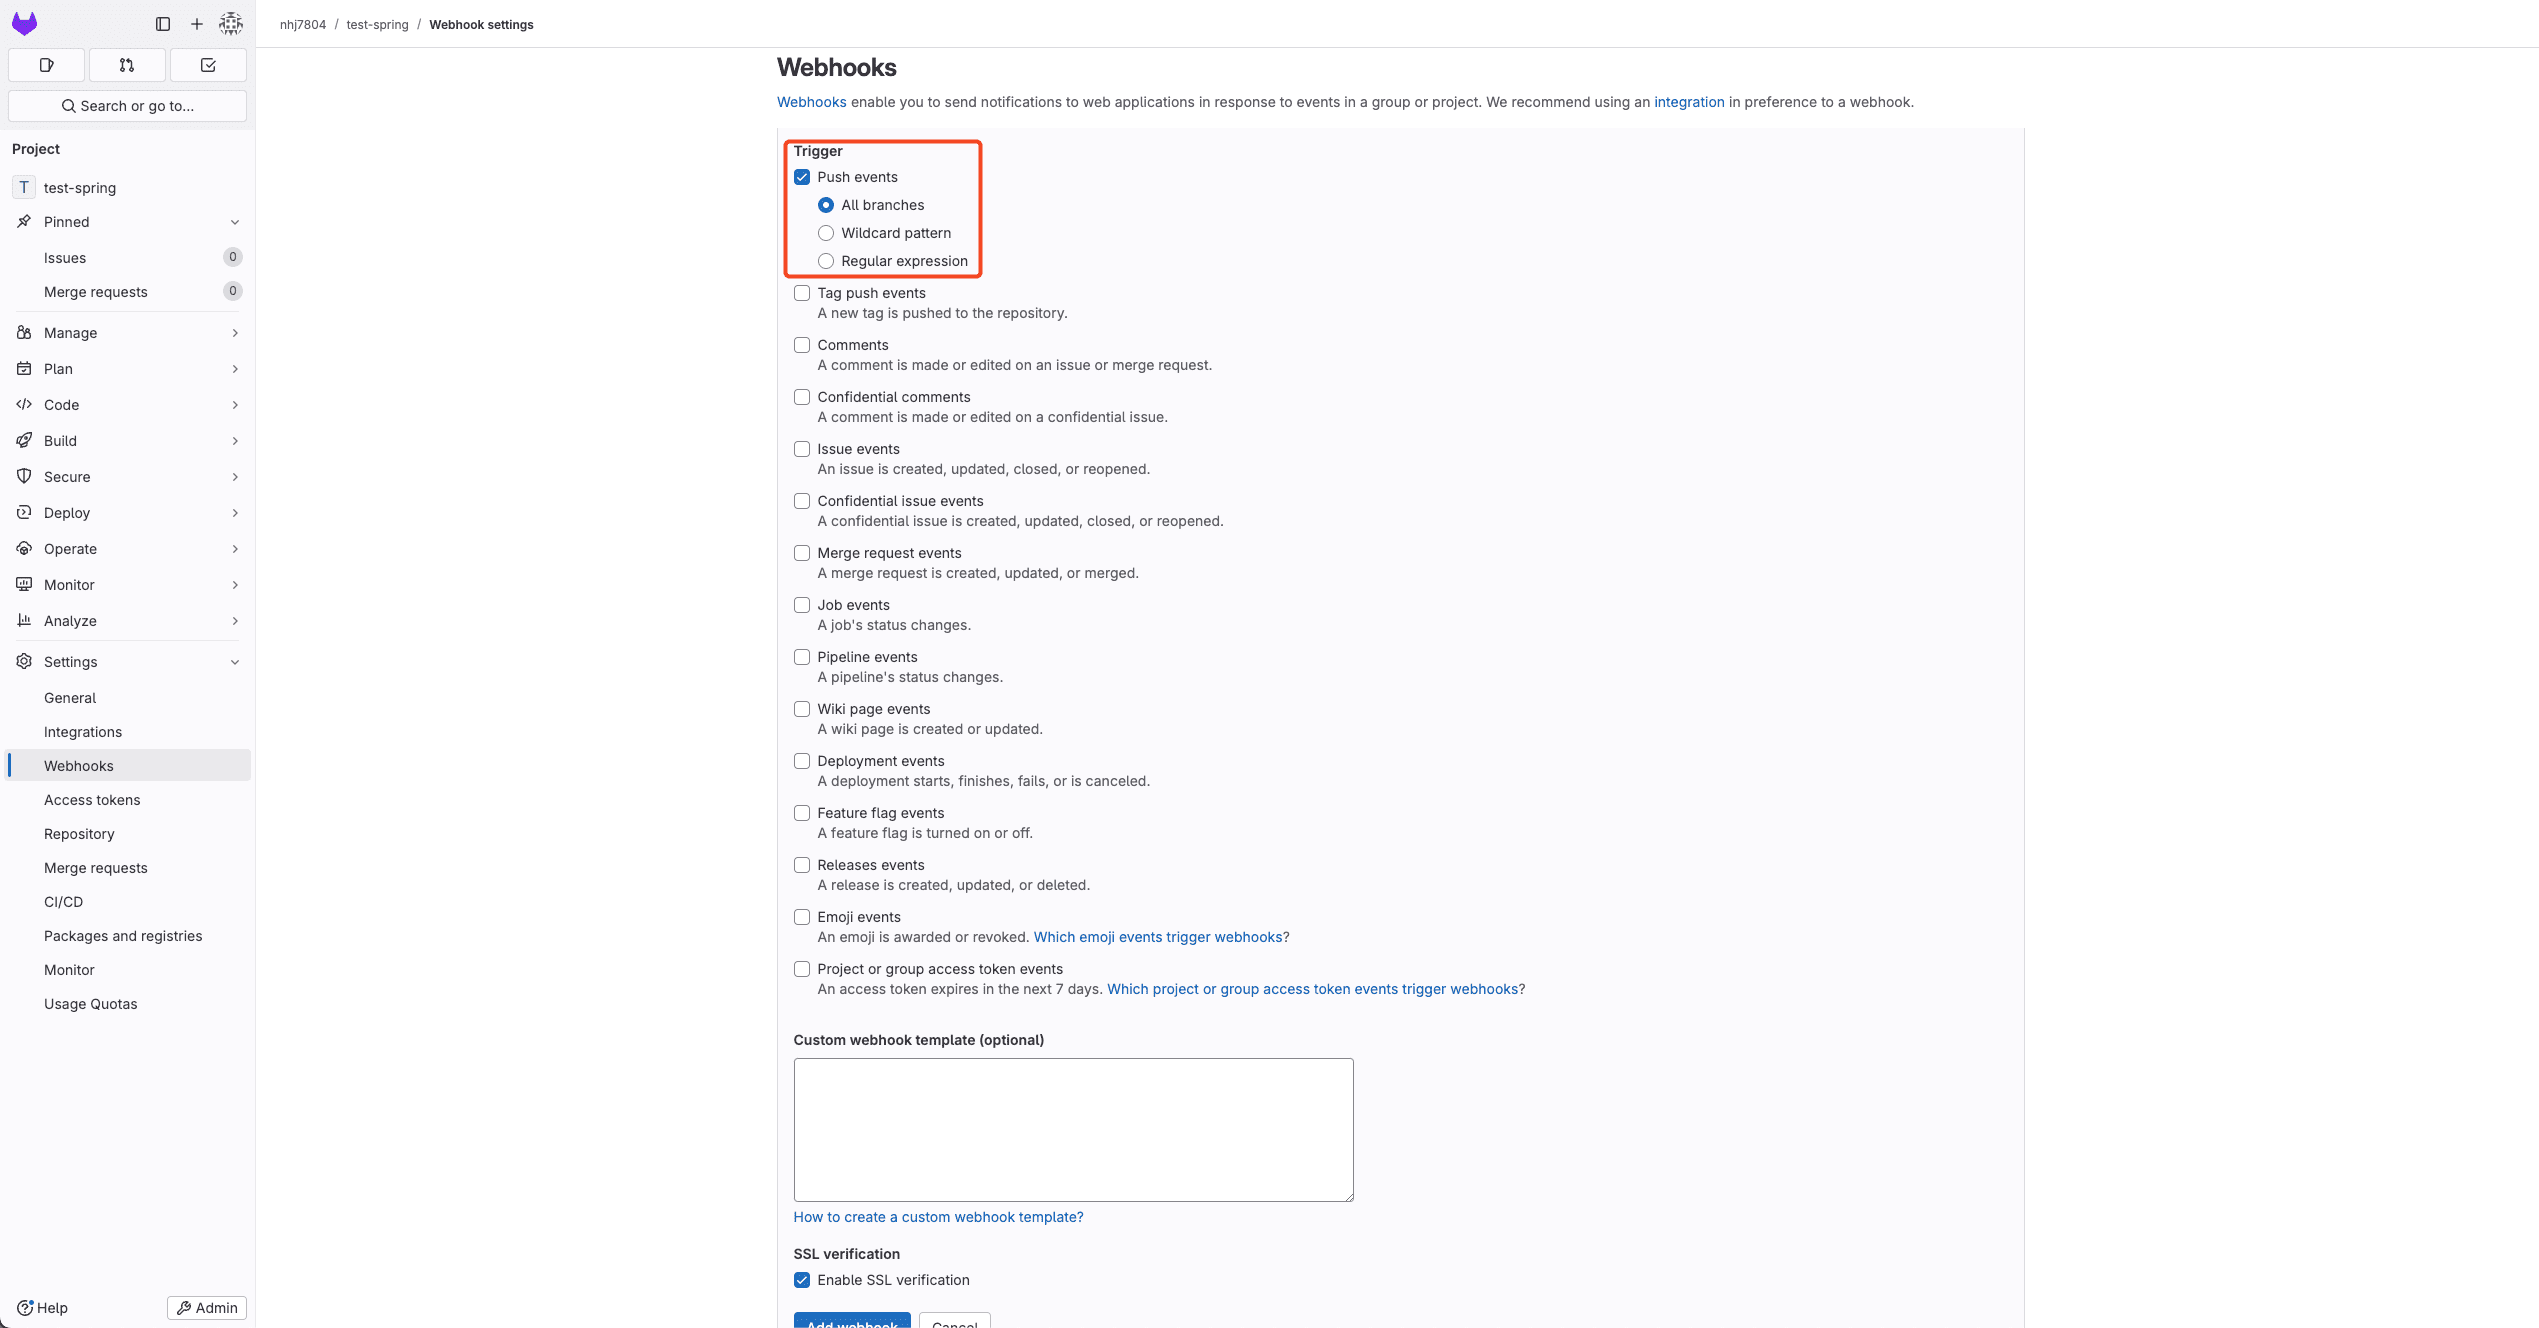 nhj7804 / test-spring / Webhook settings
Search or go to...
Project
T test-spring
Pinned
Issues 0
Merge requests 0
Manage
Plan
Code
Build
Secure
Deploy
Operate
Monitor
Analyze
Settings
General
Integrations
Webhooks
Access tokens
Repository
Merge requests
CI/CD
Packages and registries
Monitor
Usage Quotas
Help
Admin
Webhooks
Webhooks enable you to send notifications to web applications in response to events in a group or project. We recommend using an integration in preference to a webhook.
Trigger
Push events
All branches
Wildcard pattern
Regular expression
Tag push events
A new tag is pushed to the repository.
Comments
A comment is made or edited on an issue or merge request.
Confidential comments
A comment is made or edited on a confidential issue.
Issue events
An issue is created, updated, closed, or reopened.
Confidential issue events
A confidential issue is created, updated, closed, or reopened.
Merge request events
A merge request is created, updated, or merged.
Job events
A job's status changes.
Pipeline events
A pipeline's status changes.
Wiki page events
A wiki page is created or updated.
Deployment events
A deployment starts, finishes, fails, or is canceled.
Feature flag events
A feature flag is turned on or off.
Releases events
A release is created, updated, or deleted.
Emoji events
An emoji is awarded or revoked. Which emoji events trigger webhooks?
Project or group access token events
An access token expires in the next 7 days. Which project or group access token events trigger webhooks?
Custom webhook template (optional)
How to create a custom webhook template?
SSL verification
Enable SSL verification
Add webhook
Cancel